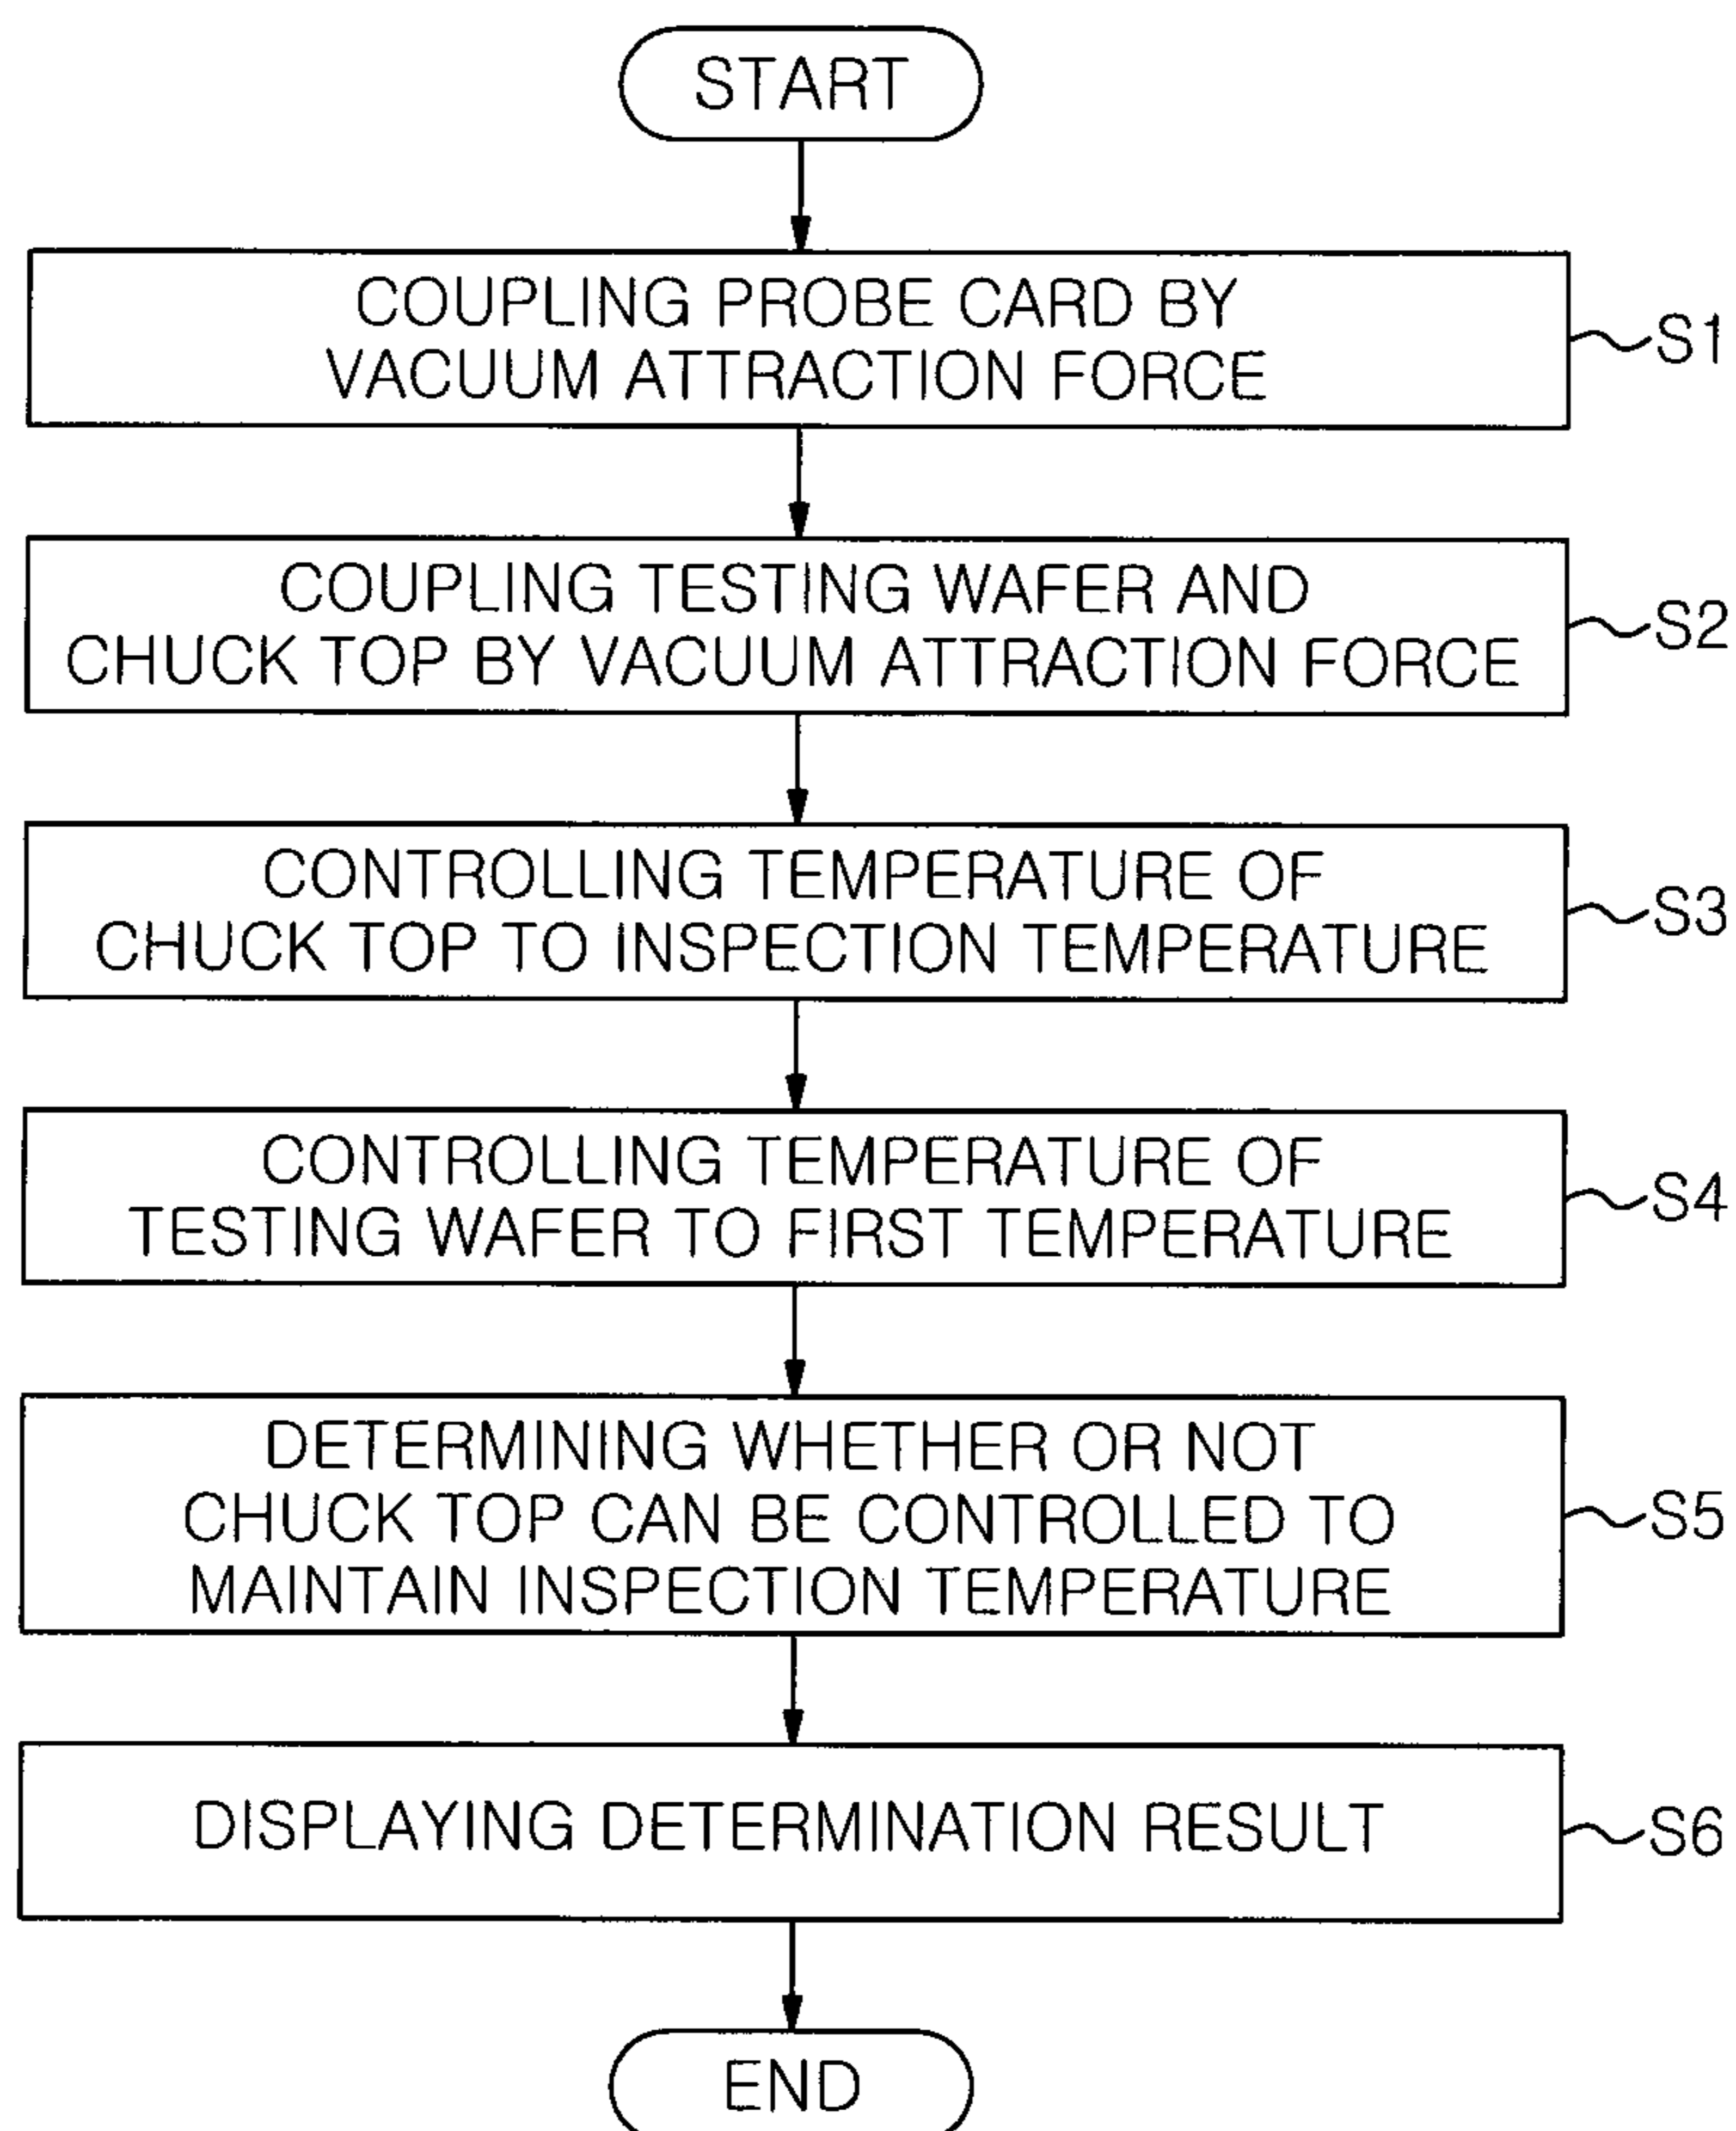 START
COUPLING PROBE CARD BY
VACUUM ATTRACTION FORCE
S1
COUPLING TESTING WAFER AND
CHUCK TOP BY VACUUM ATTRACTION FORCE
S2
CONTROLLING TEMPERATURE OF
CHUCK TOP TO INSPECTION TEMPERATURE
S3
CONTROLLING TEMPERATURE OF
TESTING WAFER TO FIRST TEMPERATURE
S4
DETERMINING WHETHER OR NOT
CHUCK TOP CAN BE CONTROLLED TO
MAINTAIN INSPECTION TEMPERATURE
S5
DISPLAYING DETERMINATION RESULT
S6
END